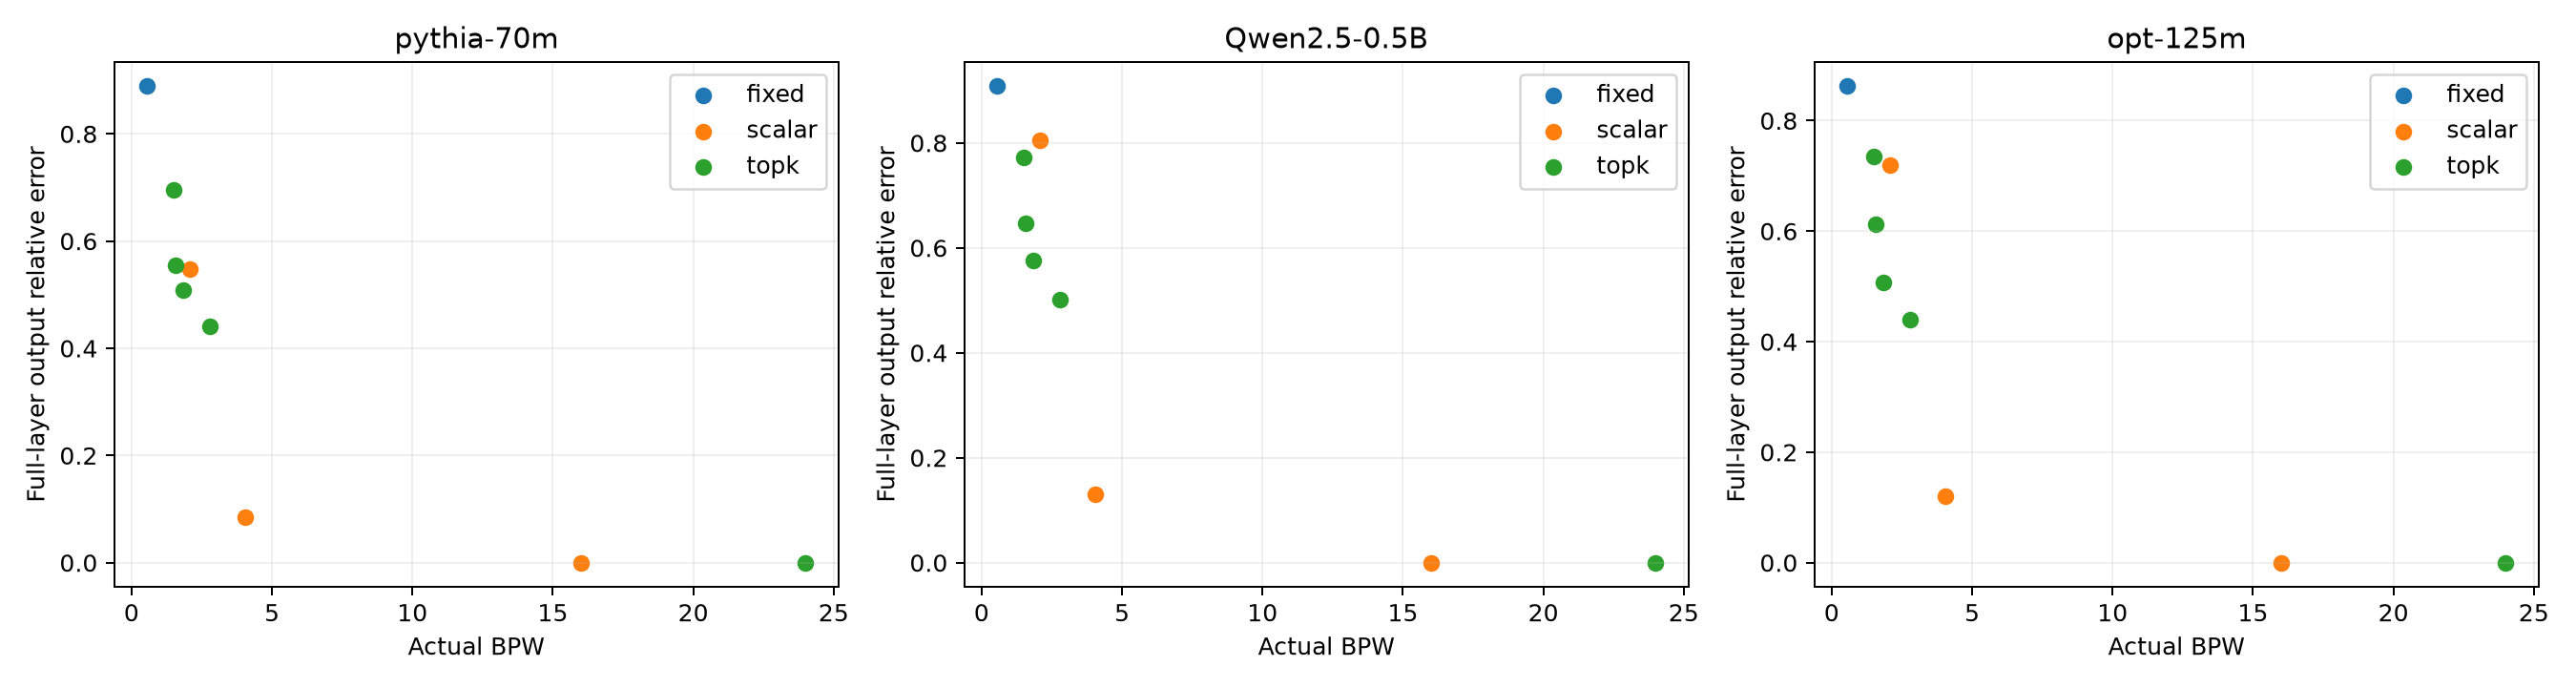 pythia-70m
Full-layer output relative error
0.8
0.6
0.4
0.2
0.0
0 5 10 15 20 25
Actual BPW
fixed
scalar
topk
Qwen2.5-0.5B
Full-layer output relative error
0.8
0.6
0.4
0.2
0.0
0 5 10 15 20 25
Actual BPW
fixed
scalar
topk
opt-125m
Full-layer output relative error
0.8
0.6
0.4
0.2
0.0
0 5 10 15 20 25
Actual BPW
fixed
scalar
topk